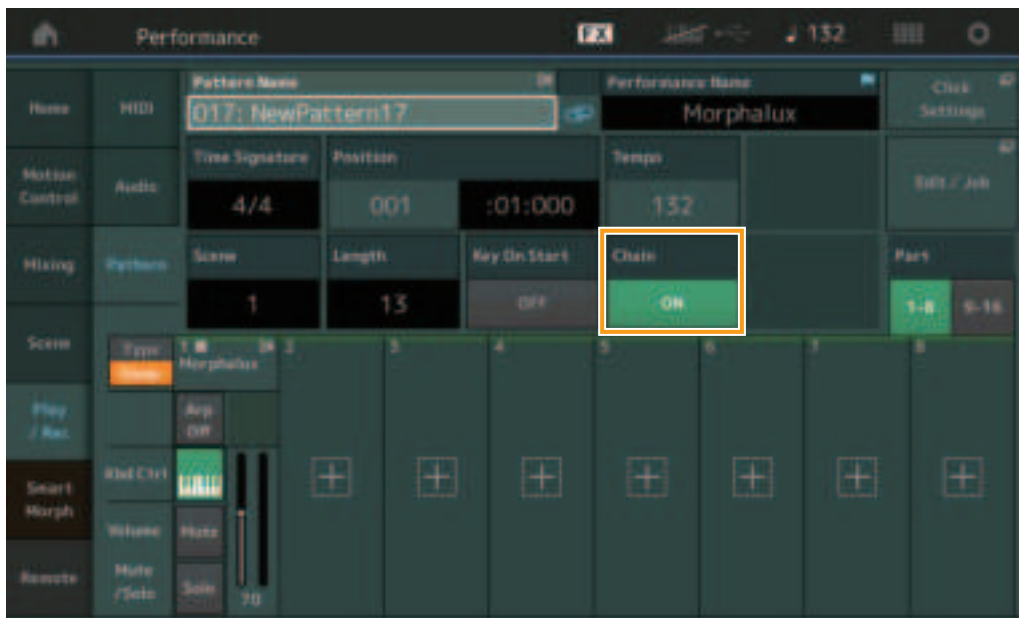 Performance
FX
132
Home
MIDI
Pattern Name
017: NewPattern17
Performance Name
Morphalux
Click
Settings
Motion
Control
Audio
Time Signature
4/4
Position
001
:01:000
Tempo
132
Edit / Job
Mixing
Pattern
Scene
1
Length
13
Key On Start
OFF
Chain
ON
Part
1-8
9-16
Scene
Type
1
Morphalux
2
3
4
5
6
7
8
Play
/ Rec
Arp
Off
Kbd Ctrl
Smart
Morph
Volume
Mute
Mute
/Solo
Solo
70
Remote